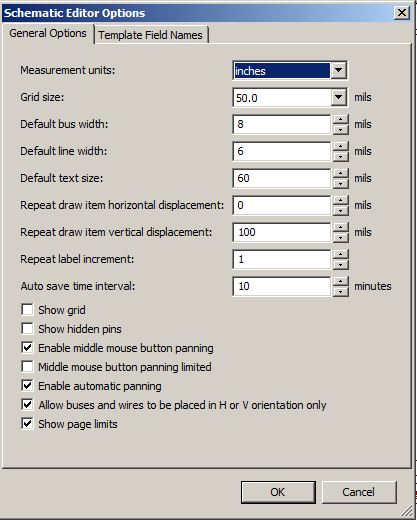 Schematic Editor Options
General Options Template Field Names
Measurement units: inches
Grid size: 50.0 mils
Default bus width: 8 mils
Default line width: 6 mils
Default text size: 60 mils
Repeat draw item horizontal displacement: 0 mils
Repeat draw item vertical displacement: 100 mils
Repeat label increment: 1
Auto save time interval: 10 minutes
Show grid
Show hidden pins
Enable middle mouse button panning
Middle mouse button panning limited
Enable automatic panning
Allow buses and wires to be placed in H or V orientation only
Show page limits
OK Cancel